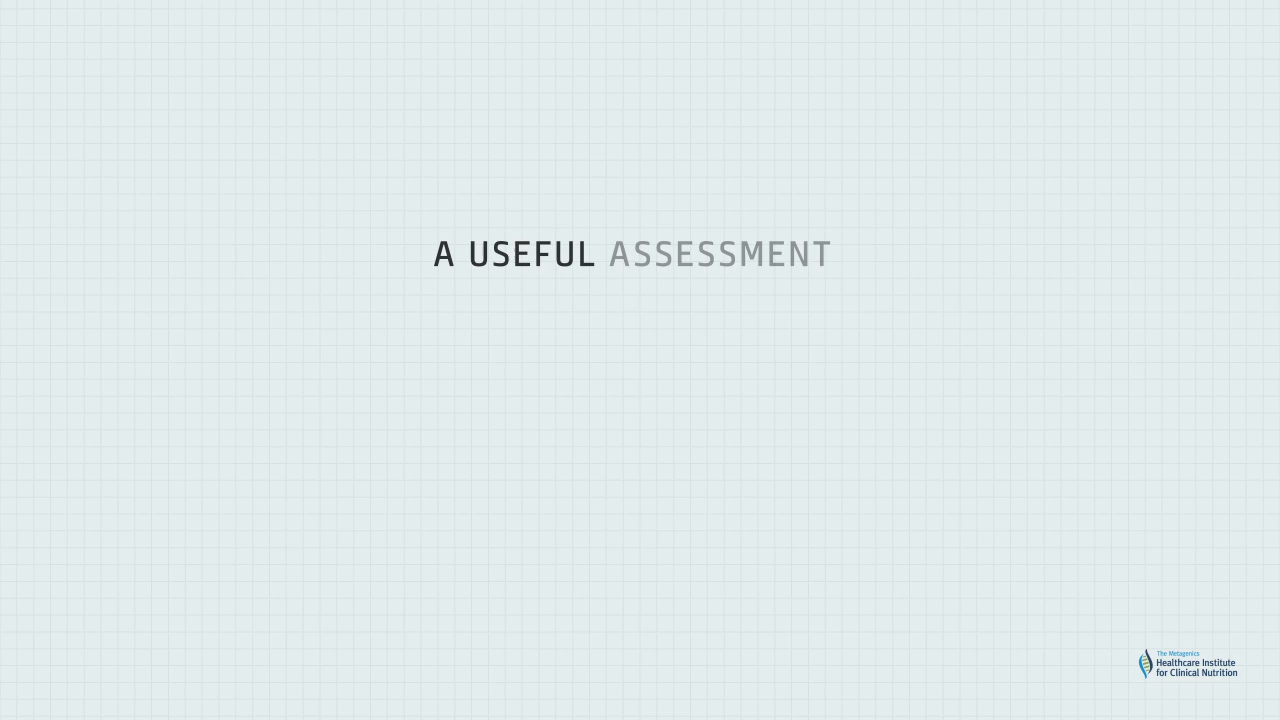 A USEFUL ASSESSMENT
The Metagenics
Healthcare Institute
for Clinical Nutrition